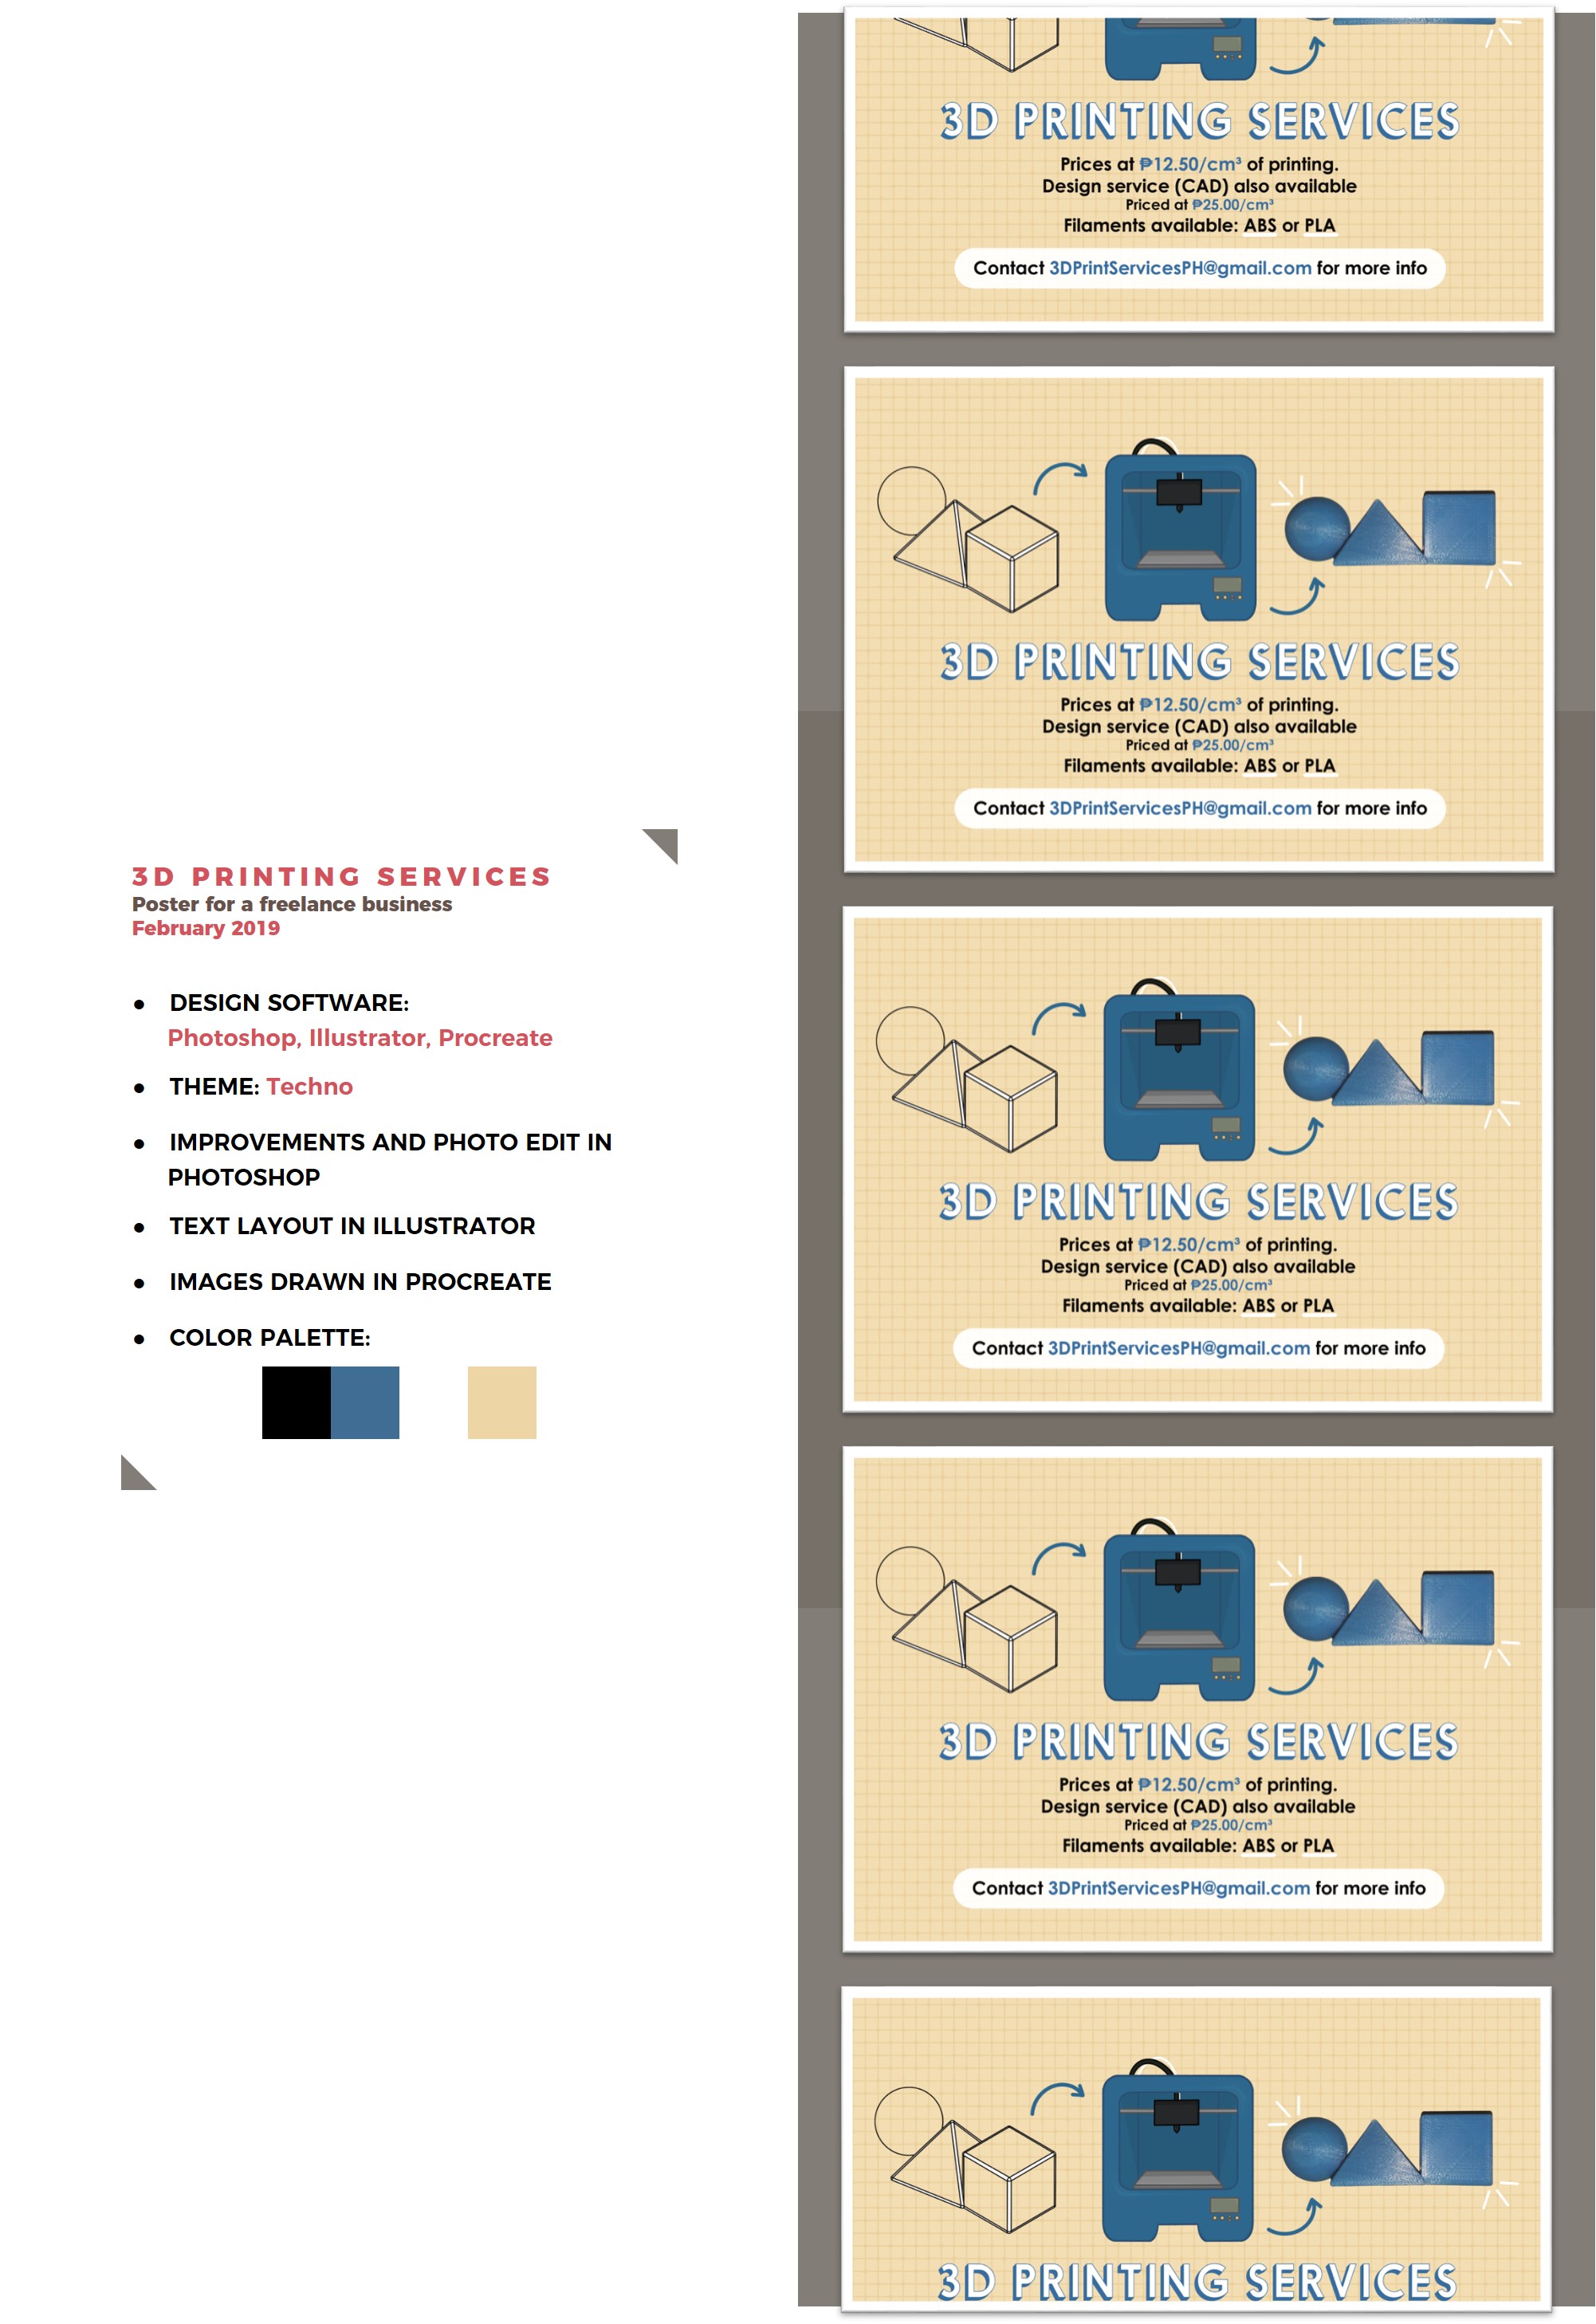 3D PRINTING SERVICES
Poster for a freelance business
February 2019
● DESIGN SOFTWARE:
Photoshop, Illustrator, Procreate
● THEME: Techno
● IMPROVEMENTS AND PHOTO EDIT IN
PHOTOSHOP
● TEXT LAYOUT IN ILLUSTRATOR
● IMAGES DRAWN IN PROCREATE
● COLOR PALETTE:
3D PRINTING SERVICES
Prices at ₱12.50/cm³ of printing.
Design service (CAD) also available
Priced at ₱25.00/cm³
Filaments available: ABS or PLA
Contact 3DPrintServicesPH@gmail.com for more info
3D PRINTING SERVICES
Prices at ₱12.50/cm³ of printing.
Design service (CAD) also available
Priced at ₱25.00/cm³
Filaments available: ABS or PLA
Contact 3DPrintServicesPH@gmail.com for more info
3D PRINTING SERVICES
Prices at ₱12.50/cm³ of printing.
Design service (CAD) also available
Priced at ₱25.00/cm³
Filaments available: ABS or PLA
Contact 3DPrintServicesPH@gmail.com for more info
3D PRINTING SERVICES
Prices at ₱12.50/cm³ of printing.
Design service (CAD) also available
Priced at ₱25.00/cm³
Filaments available: ABS or PLA
Contact 3DPrintServicesPH@gmail.com for more info
3D PRINTING SERVICES